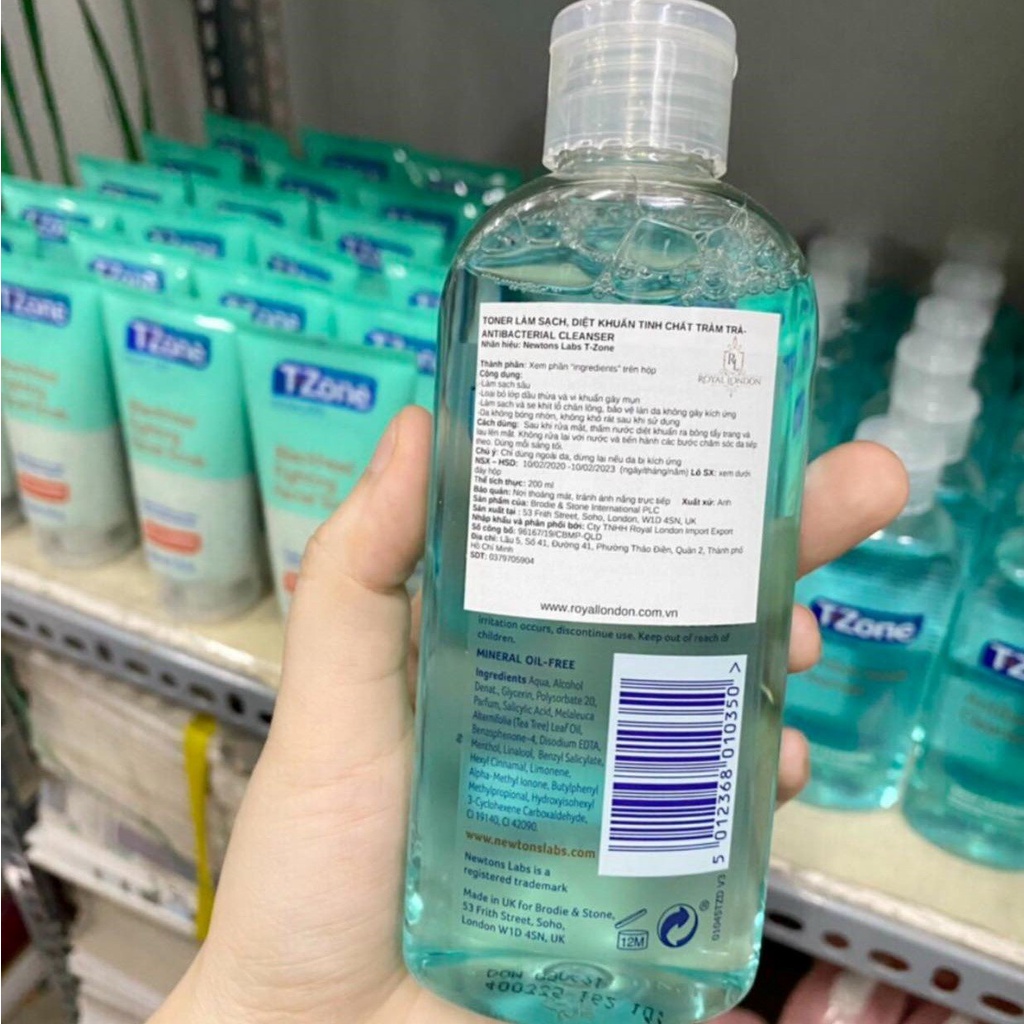 TONER LÀM SẠCH, DIỆT KHUẨN TINH CHẤT TRÀM TRÀ-
ANTIBACTERIAL CLEANSER
Nhãn hiệu: Newtons Labs T-Zone
RL
ROYAL LONDON
Thành phần: Xem phần "ingredients" trên hộp
Công dụng:
-Làm sạch sâu
-Loại bỏ lớp dầu thừa và vi khuẩn gây mụn
-Làm sạch và se khít lỗ chân lông, bảo vệ làn da không gây kích ứng
-Da không bóng nhờn, không khô rát sau khi sử dụng
Cách dùng: Sau khi rửa mặt, thấm nước diệt khuẩn ra bông tẩy trang và
lau lên mặt. Không rửa lại với nước và tiến hành các bước chăm sóc da tiếp
theo. Dùng mỗi sáng tối.
Chú ý: Chỉ dùng ngoài da, dừng lại nếu da bị kích ứng
NSX - HSD: 10/02/2020 -10/02/2023 (ngày/tháng/năm) Lô SX: xem dưới
đáy hộp
Thể tích thực: 200 ml
Bảo quản: Nơi thoáng mát, tránh ánh nắng trực tiếp Xuất xứ: Anh
Sản phẩm của: Brodie & Stone International PLC
Sản xuất tại : 53 Frith Street, Soho, London, W1D 4SN, UK
Nhập khẩu và phân phối bởi: Cty TNHH Royal London Import Export
Số công bố: 96167/19/CBMP-QLD
Địa chỉ: Lầu 5, Số 41, Đường 41, Phường Thảo Điền, Quận 2, Thành phố
Hồ Chí Minh
SDT: 0379705904
www.royallondon.com.vn
irritation occurs, discontinue use. Keep out of reach of
children.
MINERAL OIL-FREE
Ingredients Aqua, Alcohol
Denat., Glycerin, Polysorbate 20,
Parfum, Salicylic Acid, Melaleuca
Alternifolia (Tea Tree) Leaf Oil,
Benzophenone-4, Disodium EDTA,
Menthol, Linalool, Benzyl Salicylate,
Hexyl Cinnamal, Limonene,
Alpha-Methyl Ionone, Butylphenyl
Methylpropional, Hydroxyisohexyl
3-Cyclohexene Carboxaldehyde,
CI 19140, CI 42090.
www.newtonslabs.com
Newtons Labs is a
registered trademark
Made in UK for Brodie & Stone,
53 Frith Street, Soho,
London W1D 4SN, UK
12M
5 012368 010350 >
01045TZD V3
T-Zone
T-Zone
T-Zone
T-Zone
T-Zone
T-Zone